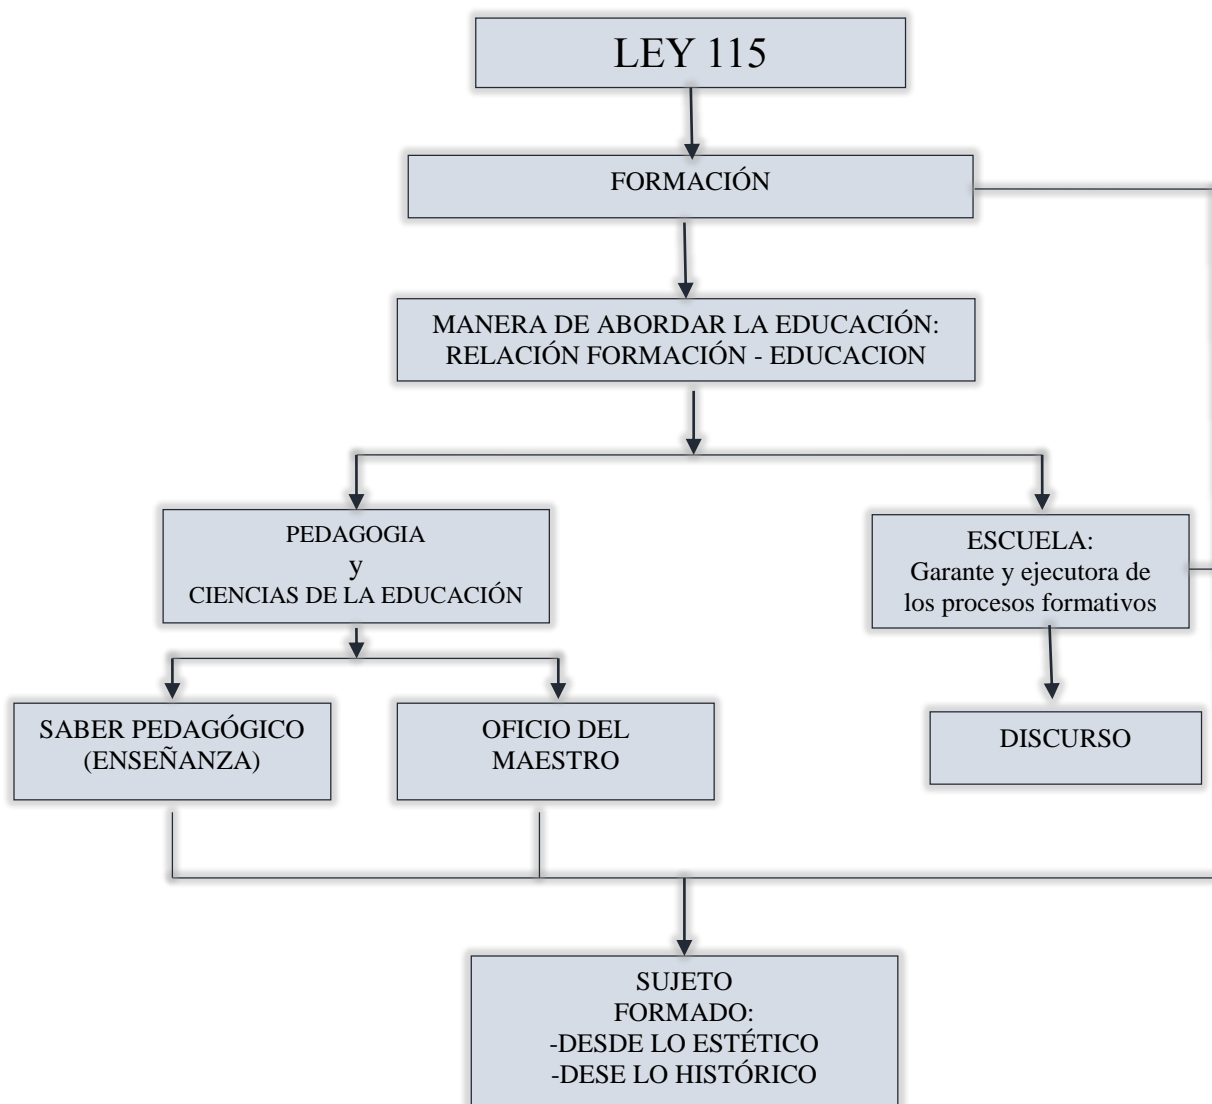 LEY 115
FORMACIÓN
MANERA DE ABORDAR LA EDUCACIÓN:
RELACIÓN FORMACIÓN - EDUCACION
PEDAGOGIA
y
CIENCIAS DE LA EDUCACIÓN
ESCUELA:
Garante y ejecutora de
los procesos formativos
SABER PEDAGÓGICO
(ENSEÑANZA)
OFICIO DEL
MAESTRO
DISCURSO
SUJETO
FORMADO:
-DESDE LO ESTÉTICO
-DESE LO HISTÓRICO